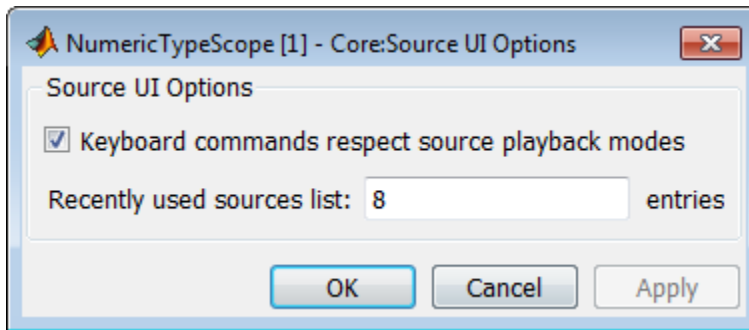 NumericTypeScope [1] - Core:Source UI Options
Source UI Options
Keyboard commands respect source playback modes
Recently used sources list: 8 entries
OK Cancel Apply